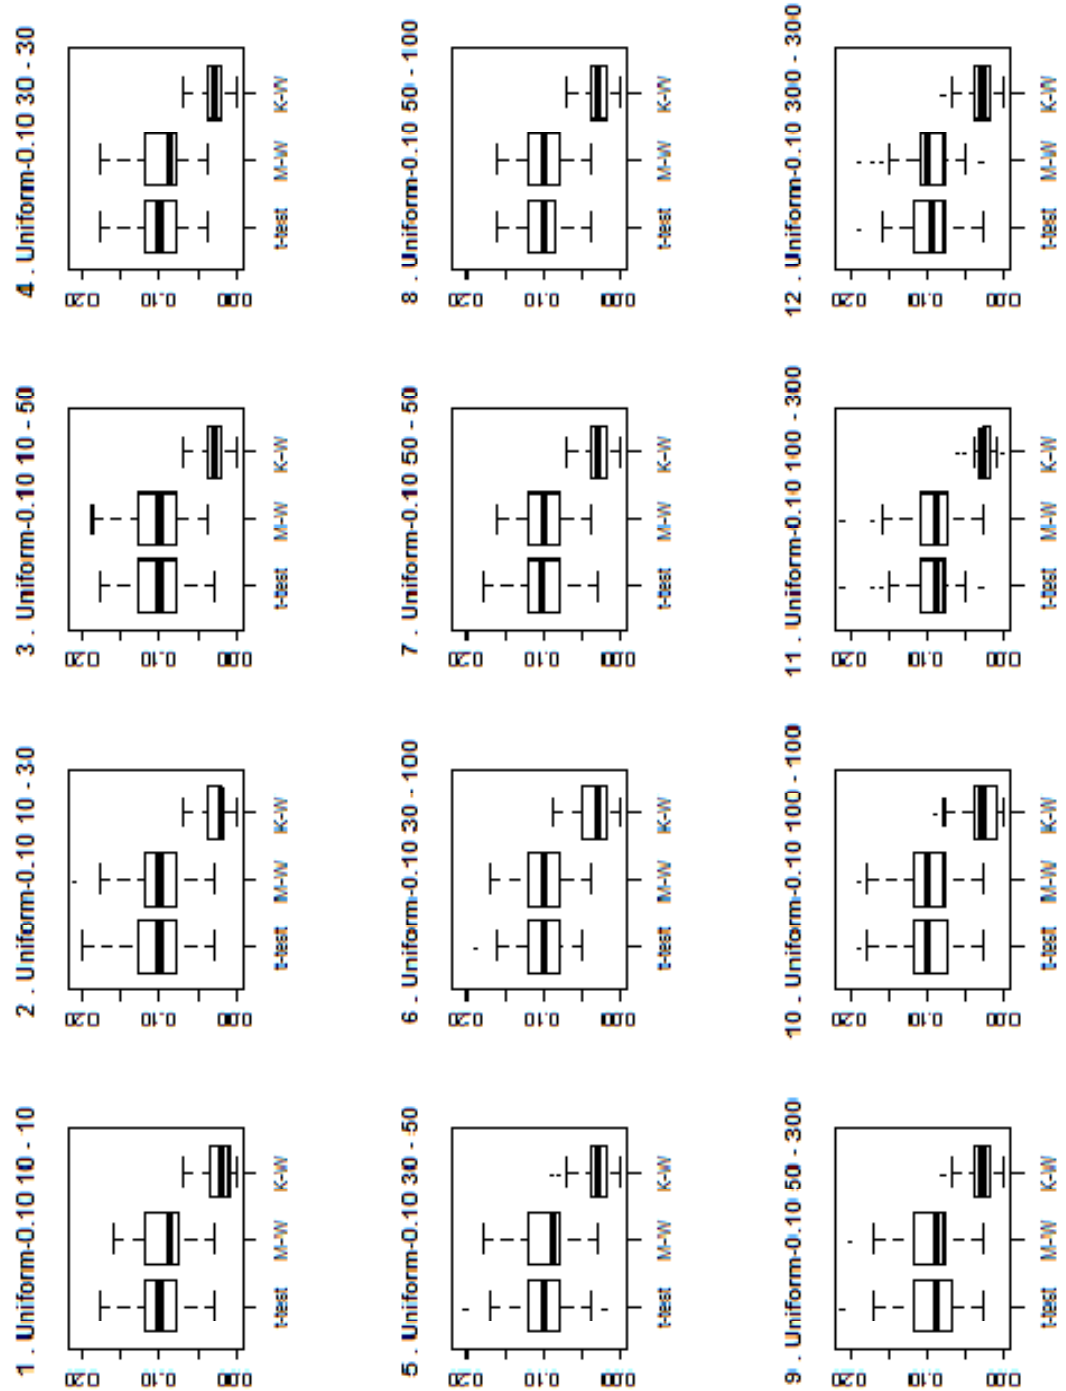 1 . Uniform-0.10 10 - 10
0.20
0.10
0.00
t-test M-W K-W
2 . Uniform-0.10 10 - 30
0.20
0.10
0.00
t-test M-W K-W
3 . Uniform-0.10 10 - 50
0.20
0.10
0.00
t-test M-W K-W
4 . Uniform-0.10 30 - 30
0.20
0.10
0.00
t-test M-W K-W
5 . Uniform-0.10 30 - 50
0.20
0.10
0.00
t-test M-W K-W
6 . Uniform-0.10 30 - 100
0.20
0.10
0.00
t-test M-W K-W
7 . Uniform-0.10 50 - 50
0.20
0.10
0.00
t-test M-W K-W
8 . Uniform-0.10 50 - 100
0.20
0.10
0.00
t-test M-W K-W
9 . Uniform-0.10 50 - 300
0.20
0.10
0.00
t-test M-W K-W
10 . Uniform-0.10 100 - 100
0.20
0.10
0.00
t-test M-W K-W
11 . Uniform-0.10 100 - 300
0.20
0.10
0.00
t-test M-W K-W
12 . Uniform-0.10 300 - 300
0.20
0.10
0.00
t-test M-W K-W